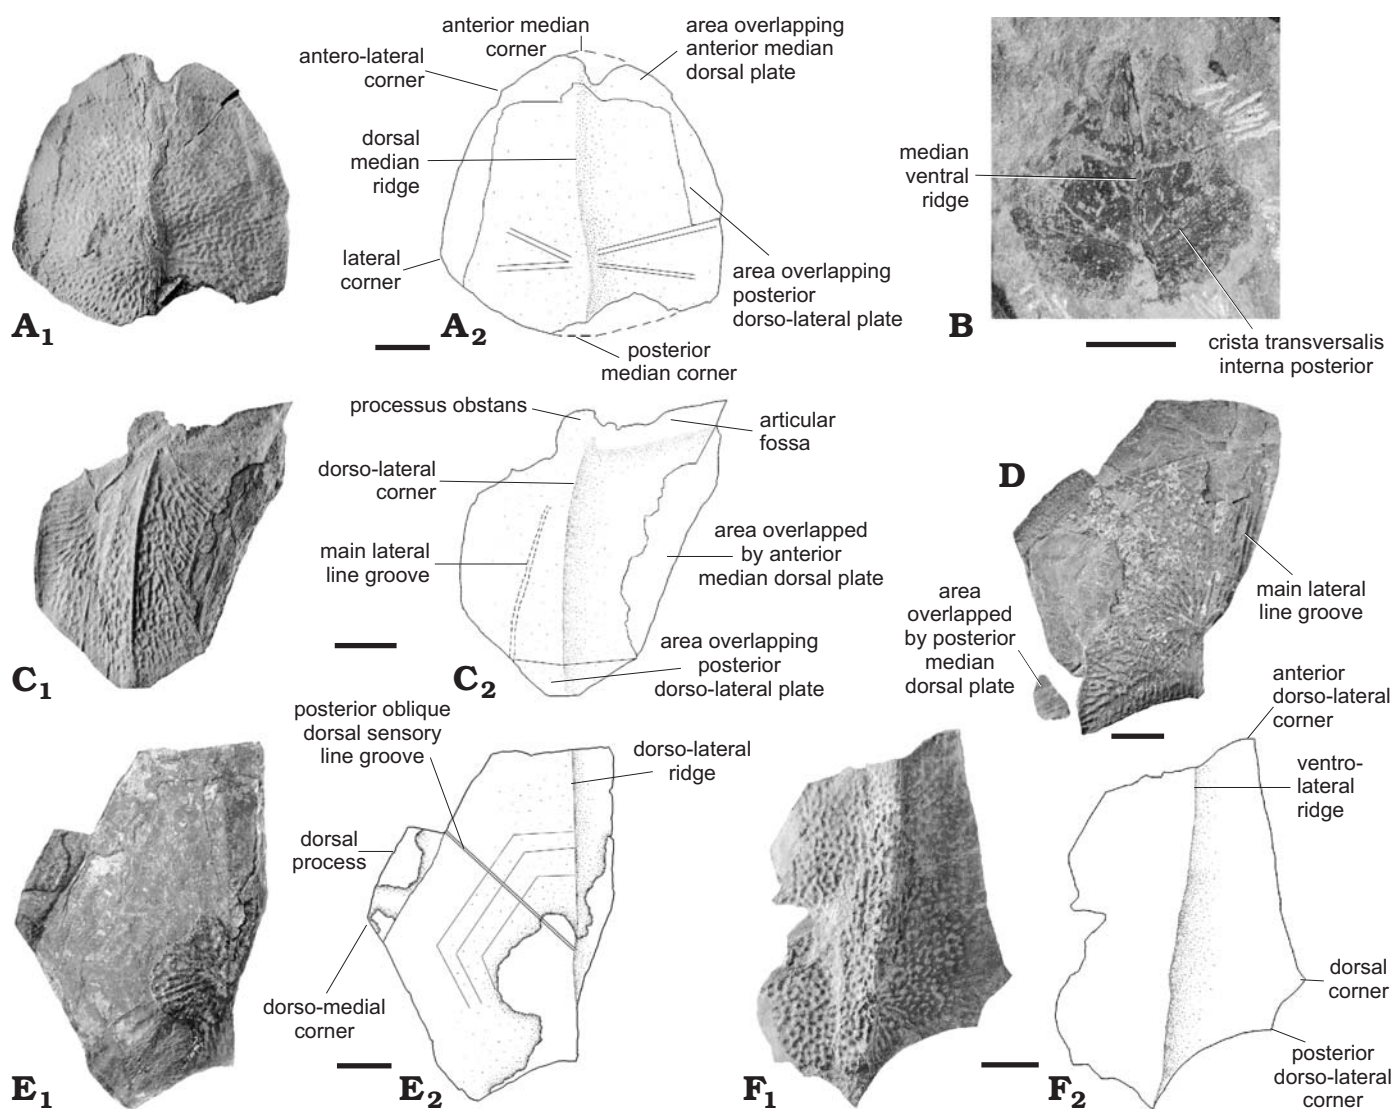 anterior median
corner
area overlapping
anterior median
dorsal plate
antero-lateral
corner
dorsal
median
ridge
median
ventral
ridge
lateral
corner
area overlapping
posterior
dorso-lateral plate
A1
A2
B
posterior
median corner
crista transversalis
interna posterior
processus obstans
articular
fossa
dorso-lateral
corner
D
main lateral
line groove
area overlapped
by anterior
median dorsal plate
main lateral
line groove
area
overlapped
by posterior
median
dorsal plate
area overlapping
posterior
dorso-lateral plate
C1
C2
anterior
dorso-lateral
corner
posterior oblique
dorsal sensory
line groove
dorso-lateral
ridge
ventro-
lateral
ridge
dorsal
process
dorso-medial
corner
dorsal
corner
posterior
dorso-lateral
corner
E1
E2
F1
F2